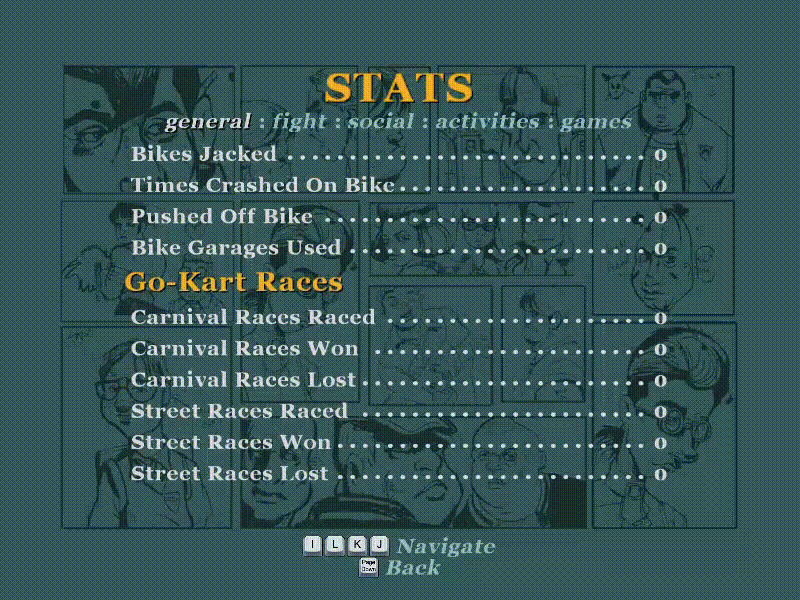 STATS
general : fight : social : activities : games
Bikes Jacked ........................................ 0
Times Crashed On Bike ........................... 0
Pushed Off Bike .................................... 0
Bike Garages Used ................................. 0
Go-Kart Races
Carnival Races Raced ............................. 0
Carnival Races Won ............................... 0
Carnival Races Lost ................................ 0
Street Races Raced ................................ 0
Street Races Won .................................. 0
Street Races Lost ................................... 0
I L K J Navigate
Page Down Back